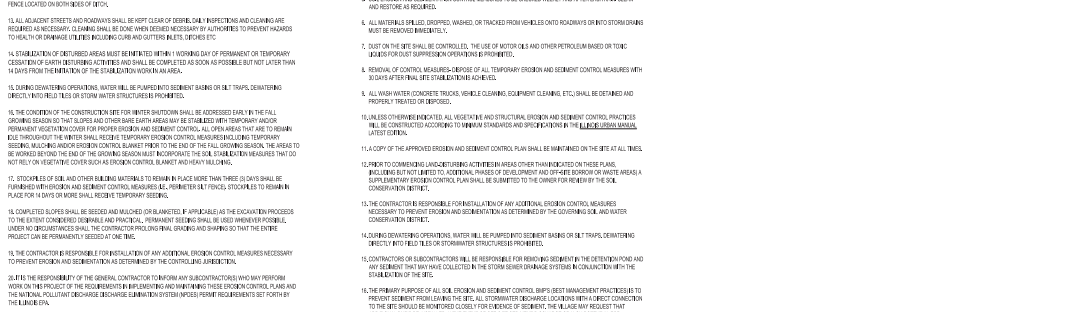 FENCE LOCATED ON BOTH SIDES OF DITCH.
13. ALL ADJACENT STREETS AND ROADWAYS SHALL BE KEPT CLEAR OF DEBRIS. DAILY INSPECTIONS AND CLEANING ARE
REQUIRED AS NECESSARY. CLEANING SHALL BE DONE WHEN DEEMED NECESSARY BY AUTHORITIES TO PREVENT HAZARDS
TO HEALTH OR DRAINAGE UTILITIES INCLUDING CURB AND GUTTERS INLETS, DITCHES ETC
14. STABILIZATION OF DISTURBED AREAS MUST BE INITIATED WITHIN 1 WORKING DAY OF PERMANENT OR TEMPORARY
CESSATION OF EARTH DISTURBING ACTIVITIES AND SHALL BE COMPLETED AS SOON AS POSSIBLE BUT NOT LATER THAN
14 DAYS FROM THE INITIATION OF THE STABILIZATION WORK IN AN AREA.
15. DURING DEWATERING OPERATIONS, WATER WILL BE PUMPED INTO SEDIMENT BASINS OR SILT TRAPS. DEWATERING
DIRECTLY INTO FIELD TILES OR STORM WATER STRUCTURES IS PROHIBITED.
16. THE CONDITION OF THE CONSTRUCTION SITE FOR WINTER SHUTDOWN SHALL BE ADDRESSED EARLY IN THE FALL
GROWING SEASON SO THAT SLOPES AND OTHER BARE EARTH AREAS MAY BE STABILIZED WITH TEMPORARY AND/OR
PERMANENT VEGETATION COVER FOR PROPER EROSION AND SEDIMENT CONTROL. ALL OPEN AREAS THAT ARE TO REMAIN
IDLE THROUGHOUT THE WINTER SHALL RECEIVE TEMPORARY EROSION CONTROL MEASURES INCLUDING TEMPORARY
SEEDING, MULCHING AND/OR EROSION CONTROL BLANKET PRIOR TO THE END OF THE FALL GROWING SEASON. THE AREAS TO
BE WORKED BEYOND THE END OF THE GROWING SEASON MUST INCORPORATE THE SOIL STABILIZATION MEASURES THAT DO
NOT RELY ON VEGETATIVE COVER SUCH AS EROSION CONTROL BLANKET AND HEAVY MULCHING.
17. STOCKPILES OF SOIL AND OTHER BUILDING MATERIALS TO REMAIN IN PLACE MORE THAN THREE (3) DAYS SHALL BE
FURNISHED WITH EROSION AND SEDIMENT CONTROL MEASURES (I.E. PERIMETER SILT FENCE). STOCKPILES TO REMAIN IN
PLACE FOR 14 DAYS OR MORE SHALL RECEIVE TEMPORARY SEEDING.
18. COMPLETED SLOPES SHALL BE SEEDED AND MULCHED (OR BLANKETED, IF APPLICABLE) AS THE EXCAVATION PROCEEDS
TO THE EXTENT CONSIDERED DESIRABLE AND PRACTICAL. PERMANENT SEEDING SHALL BE USED WHENEVER POSSIBLE.
UNDER NO CIRCUMSTANCES SHALL THE CONTRACTOR PROLONG FINAL GRADING AND SHAPING SO THAT THE ENTIRE
PROJECT CAN BE PERMANENTLY SEEDED AT ONE TIME.
19. THE CONTRACTOR IS RESPONSIBLE FOR INSTALLATION OF ANY ADDITIONAL EROSION CONTROL MEASURES NECESSARY
TO PREVENT EROSION AND SEDIMENTATION AS DETERMINED BY THE CONTROLLING JURISDICTION.
20. IT IS THE RESPONSIBILITY OF THE GENERAL CONTRACTOR TO INFORM ANY SUBCONTRACTOR(S) WHO MAY PERFORM
WORK ON THIS PROJECT OF THE REQUIREMENTS IN IMPLEMENTING AND MAINTAINING THESE EROSION CONTROL PLANS AND
THE NATIONAL POLLUTANT DISCHARGE DISCHARGE ELIMINATION SYSTEM (NPDES) PERMIT REQUIREMENTS SET FORTH BY
THE ILLINOIS EPA.
AND RESTORE AS REQUIRED.
6. ALL MATERIALS SPILLED, DROPPED, WASHED, OR TRACKED FROM VEHICLES ONTO ROADWAYS OR INTO STORM DRAINS
MUST BE REMOVED IMMEDIATELY.
7. DUST ON THE SITE SHALL BE CONTROLLED. THE USE OF MOTOR OILS AND OTHER PETROLEUM BASED OR TOXIC
LIQUIDS FOR DUST SUPPRESSION OPERATIONS IS PROHIBITED.
8. REMOVAL OF CONTROL MEASURES- DISPOSE OF ALL TEMPORARY EROSION AND SEDIMENT CONTROL MEASURES WITH
30 DAYS AFTER FINAL SITE STABILIZATION IS ACHIEVED.
9. ALL WASH WATER (CONCRETE TRUCKS, VEHICLE CLEANING, EQUIPMENT CLEANING, ETC.) SHALL BE DETAINED AND
PROPERLY TREATED OR DISPOSED.
10. UNLESS OTHERWISE INDICATED, ALL VEGETATIVE AND STRUCTURAL EROSION AND SEDIMENT CONTROL PRACTICES
WILL BE CONSTRUCTED ACCORDING TO MINIMUM STANDARDS AND SPECIFICATIONS IN THE ILLINOIS URBAN MANUAL
LATEST EDITION.
11. A COPY OF THE APPROVED EROSION AND SEDIMENT CONTROL PLAN SHALL BE MAINTAINED ON THE SITE AT ALL TIMES.
12. PRIOR TO COMMENCING LAND-DISTURBING ACTIVITIES IN AREAS OTHER THAN INDICATED ON THESE PLANS,
(INCLUDING BUT NOT LIMITED TO, ADDITIONAL PHASES OF DEVELOPMENT AND OFF-SITE BORROW OR WASTE AREAS) A
SUPPLEMENTARY EROSION CONTROL PLAN SHALL BE SUBMITTED TO THE OWNER FOR REVIEW BY THE SOIL
CONSERVATION DISTRICT.
13. THE CONTRACTOR IS RESPONSIBLE FOR INSTALLATION OF ANY ADDITIONAL EROSION CONTROL MEASURES
NECESSARY TO PREVENT EROSION AND SEDIMENTATION AS DETERMINED BY THE GOVERNING SOIL AND WATER
CONSERVATION DISTRICT.
14. DURING DEWATERING OPERATIONS, WATER WILL BE PUMPED INTO SEDIMENT BASINS OR SILT TRAPS. DEWATERING
DIRECTLY INTO FIELD TILES OR STORMWATER STRUCTURES IS PROHIBITED.
15. CONTRACTORS OR SUBCONTRACTORS WILL BE RESPONSIBLE FOR REMOVING SEDIMENT IN THE DETENTION POND AND
ANY SEDIMENT THAT MAY HAVE COLLECTED IN THE STORM SEWER DRAINAGE SYSTEMS IN CONJUNCTION WITH THE
STABILIZATION OF THE SITE.
16. THE PRIMARY PURPOSE OF ALL SOIL EROSION AND SEDIMENT CONTROL BMP'S (BEST MANAGEMENT PRACTICES) IS TO
PREVENT SEDIMENT FROM LEAVING THE SITE. ALL STORMWATER DISCHARGE LOCATIONS WITH A DIRECT CONNECTION
TO THE SITE SHOULD BE MONITORED CLOSELY FOR EVIDENCE OF SEDIMENT. THE VILLAGE MAY REQUEST THAT